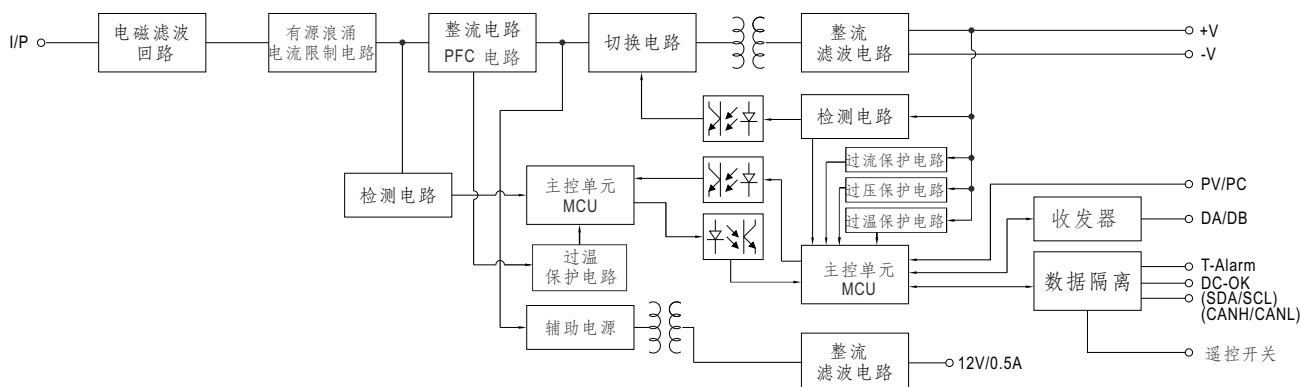 I/P
电磁滤波
回路
有源浪涌
电流限制电路
整流电路
PFC 电路
切换电路
整流
滤波电路
+V
-V
检测电路
过流保护电路
过压保护电路
过温保护电路
检测电路
主控单元
MCU
过温
保护电路
主控单元
MCU
PV/PC
收发器
DA/DB
数据隔离
T-Alarm
DC-OK
(SDA/SCL)
(CANH/CANL)
遥控开关
辅助电源
整流
滤波电路
12V/0.5A